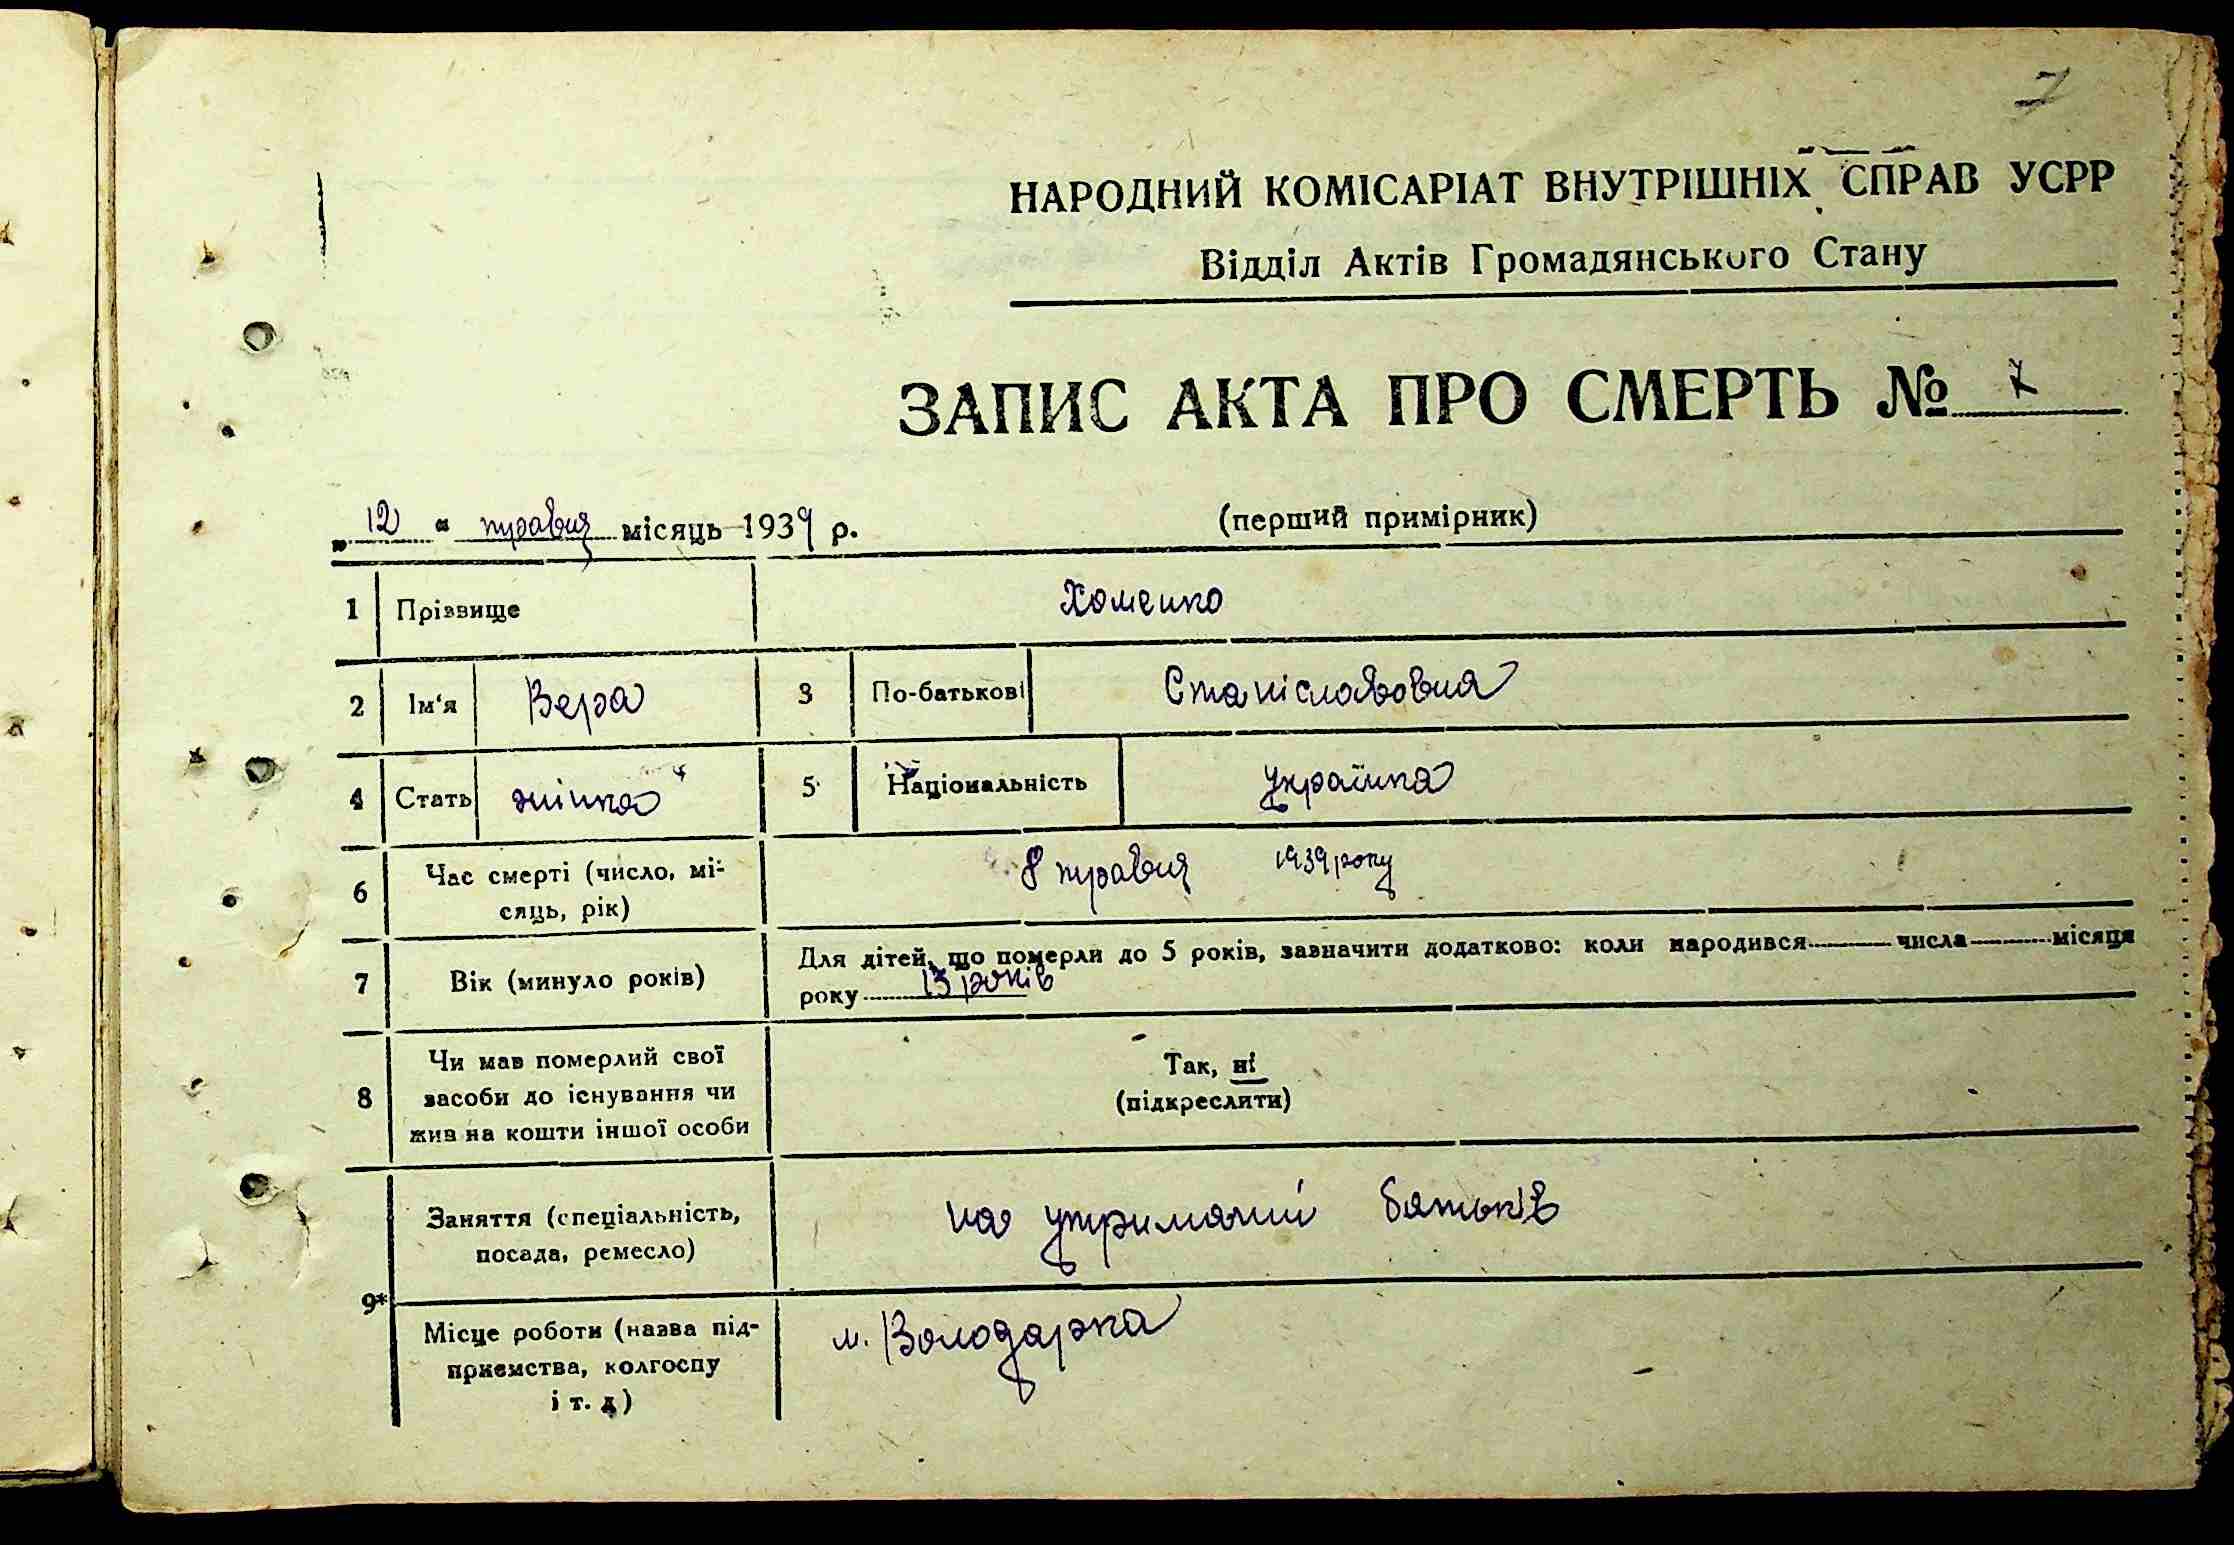 7
НАРОДНИЙ КОМІСАРІАТ ВНУТРІШНІХ СПРАВ УСРР
Відділ Актів Громадянського Стану
ЗАПИС АКТА ПРО СМЕРТЬ № 7
„12“ травня місяць 1939 р. (перший примірник)
1 Прізвище Хоменко
2 Ім'я Вера 3 По-батькові Станіславовна
4 Стать жінка 5 Національність українка
6 Час смерті (число, мі-
сяць, рік) 8 травня 1939 року
7 Вік (минуло років) Для дітей, що померли до 5 років, зазначити додатково: коли народився числа місяця
року 13 років
8 Чи мав померлий свої
засоби до існування чи
жив на кошти іншої особи
Так, ні
(підкреслити)
9* Заняття (спеціальність,
посада, ремесло) на утриманні батьків
Місце роботи (назва під-
приємства, колгоспу
і т. д) м. Володарка